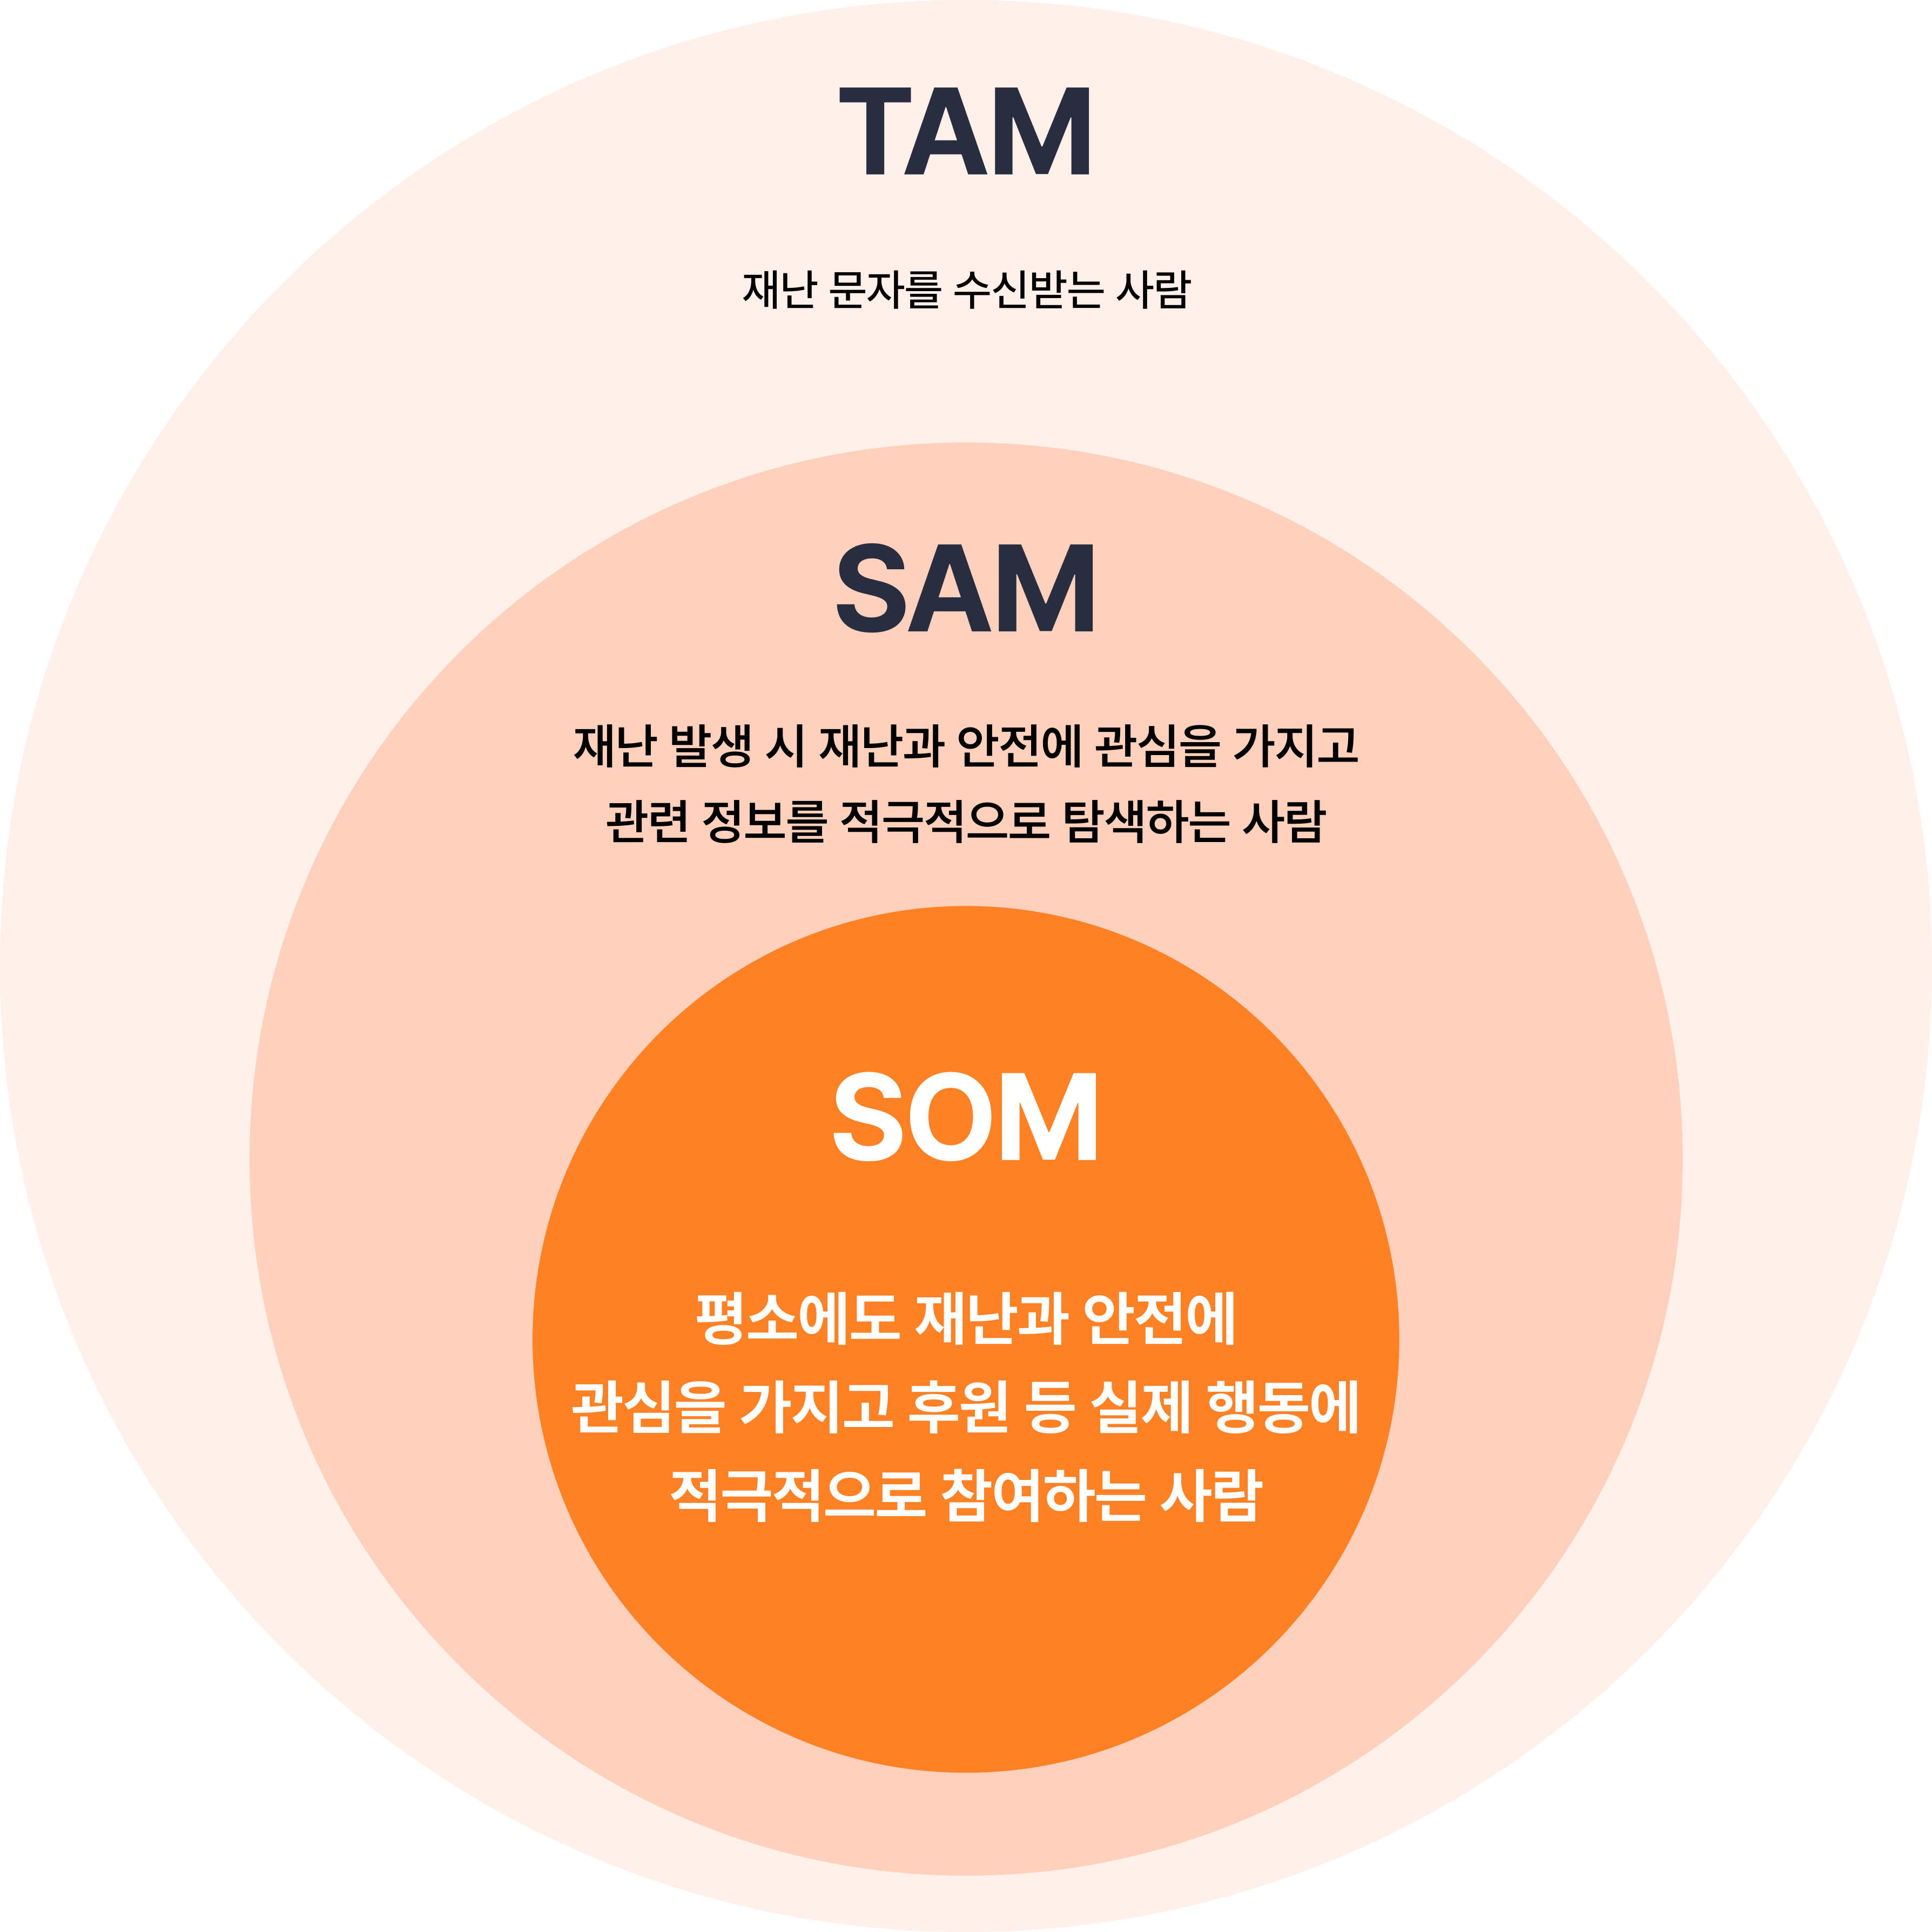 TAM
재난 문자를 수신받는 사람
SAM
재난 발생 시 재난과 안전에 관심을 가지고
관련 정보를 적극적으로 탐색하는 사람
SOM
평소에도 재난과 안전에
관심을 가지고 후원 등 실제 행동에
적극적으로 참여하는 사람